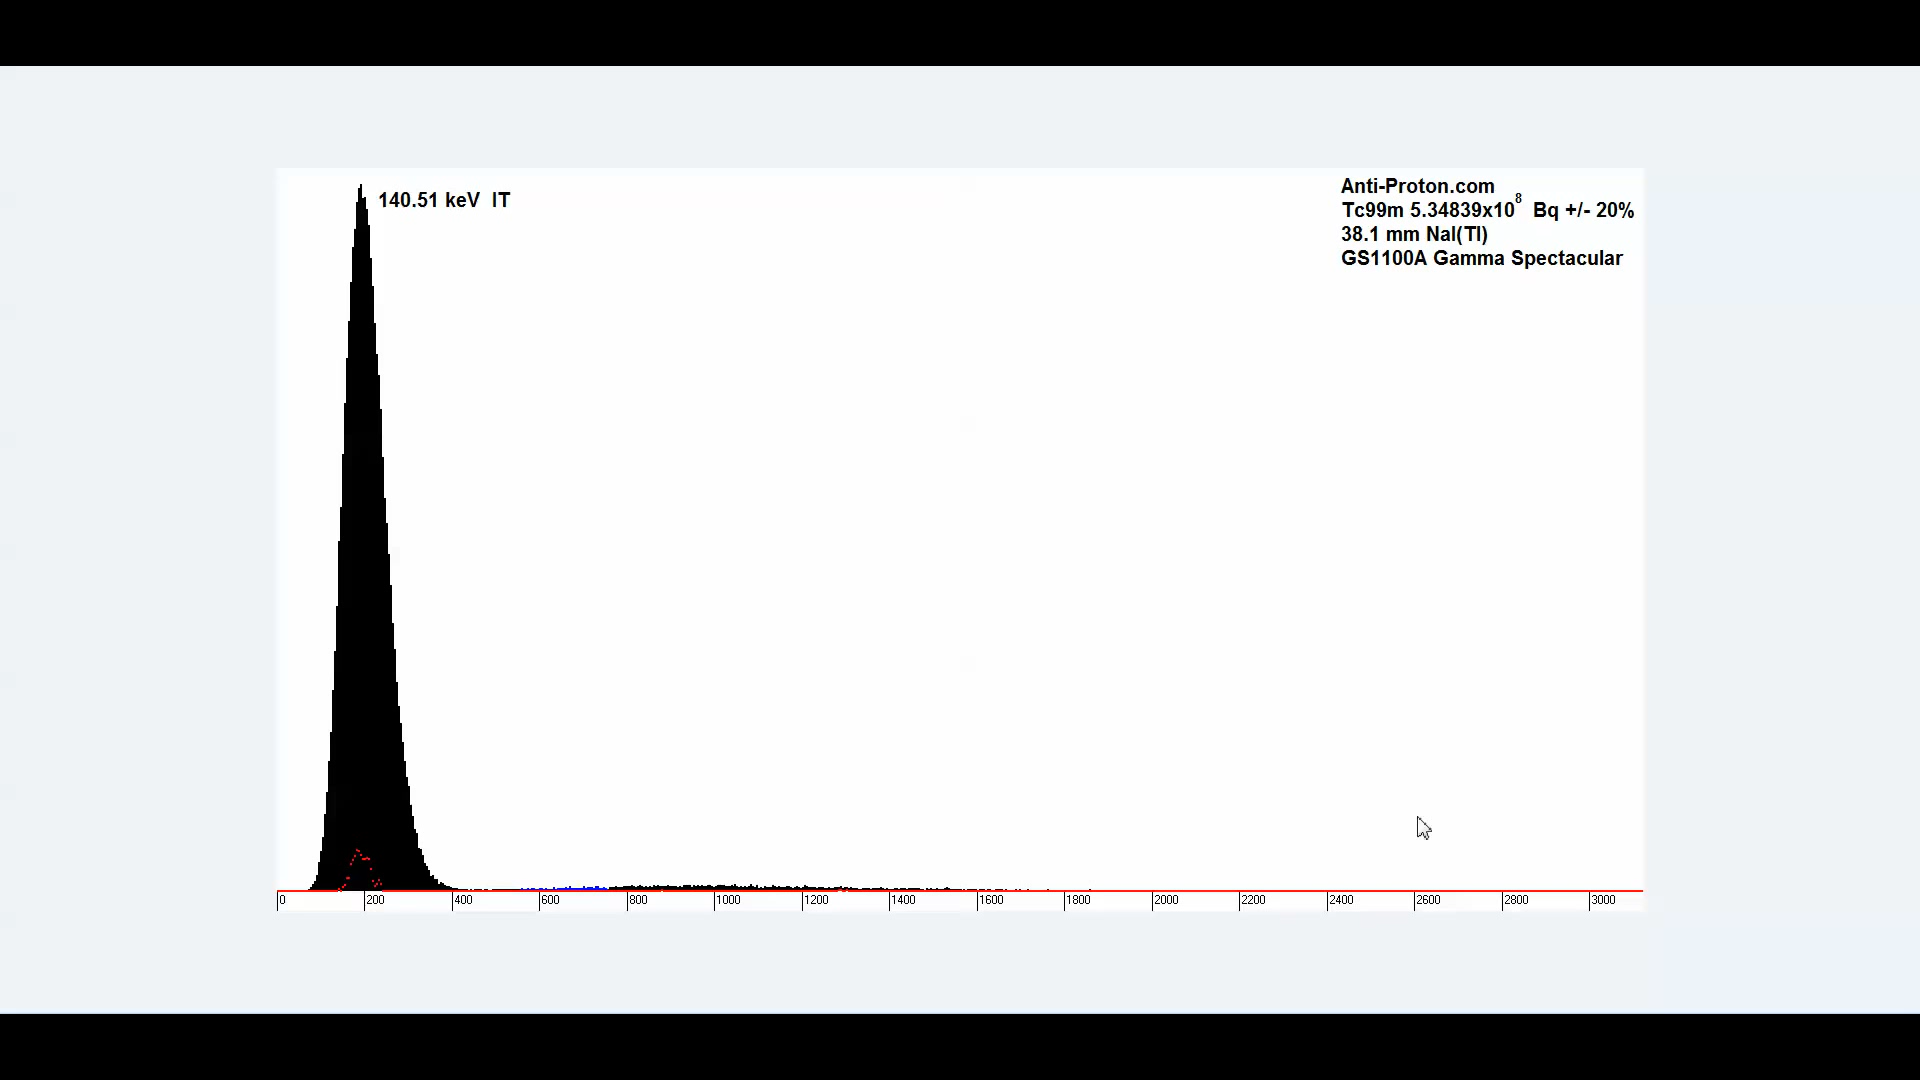 140.51 keV IT
Anti-Proton.com
Tc99m 5.34839x10⁸ Bq +/- 20%
38.1 mm NaI(Tl)
GS1100A Gamma Spectacular
0 200 400 600 800 1000 1200 1400 1600 1800 2000 2200 2400 2600 2800 3000